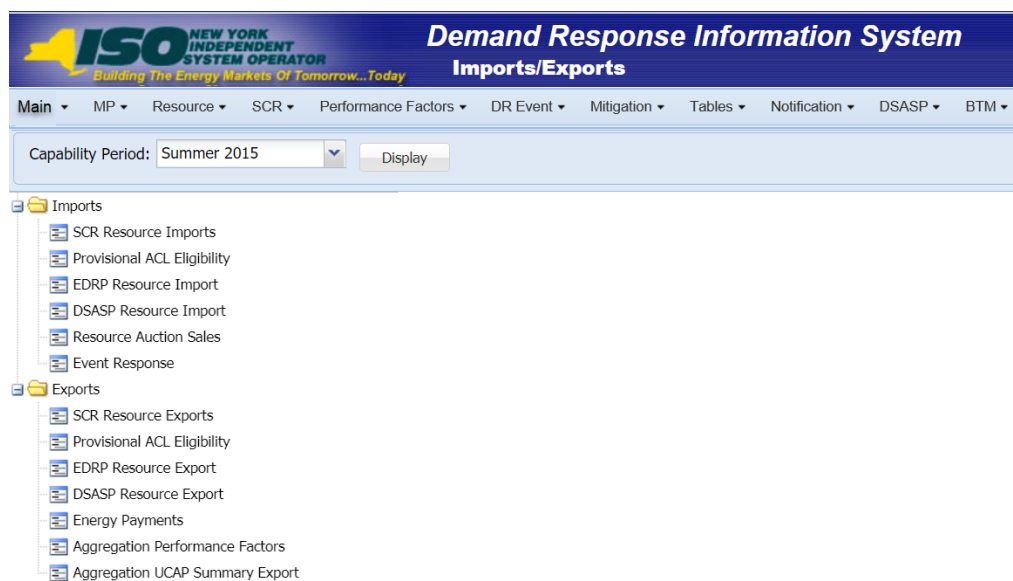 ISO NEW YORK
INDEPENDENT
SYSTEM OPERATOR
Building The Energy Markets Of Tomorrow...Today
Demand Response Information System
Imports/Exports
Main MP Resource SCR Performance Factors DR Event Mitigation Tables Notification DSASP BTM
Capability Period: Summer 2015 Display
Imports
SCR Resource Imports
Provisional ACL Eligibility
EDRP Resource Import
DSASP Resource Import
Resource Auction Sales
Event Response
Exports
SCR Resource Exports
Provisional ACL Eligibility
EDRP Resource Export
DSASP Resource Export
Energy Payments
Aggregation Performance Factors
Aggregation UCAP Summary Export